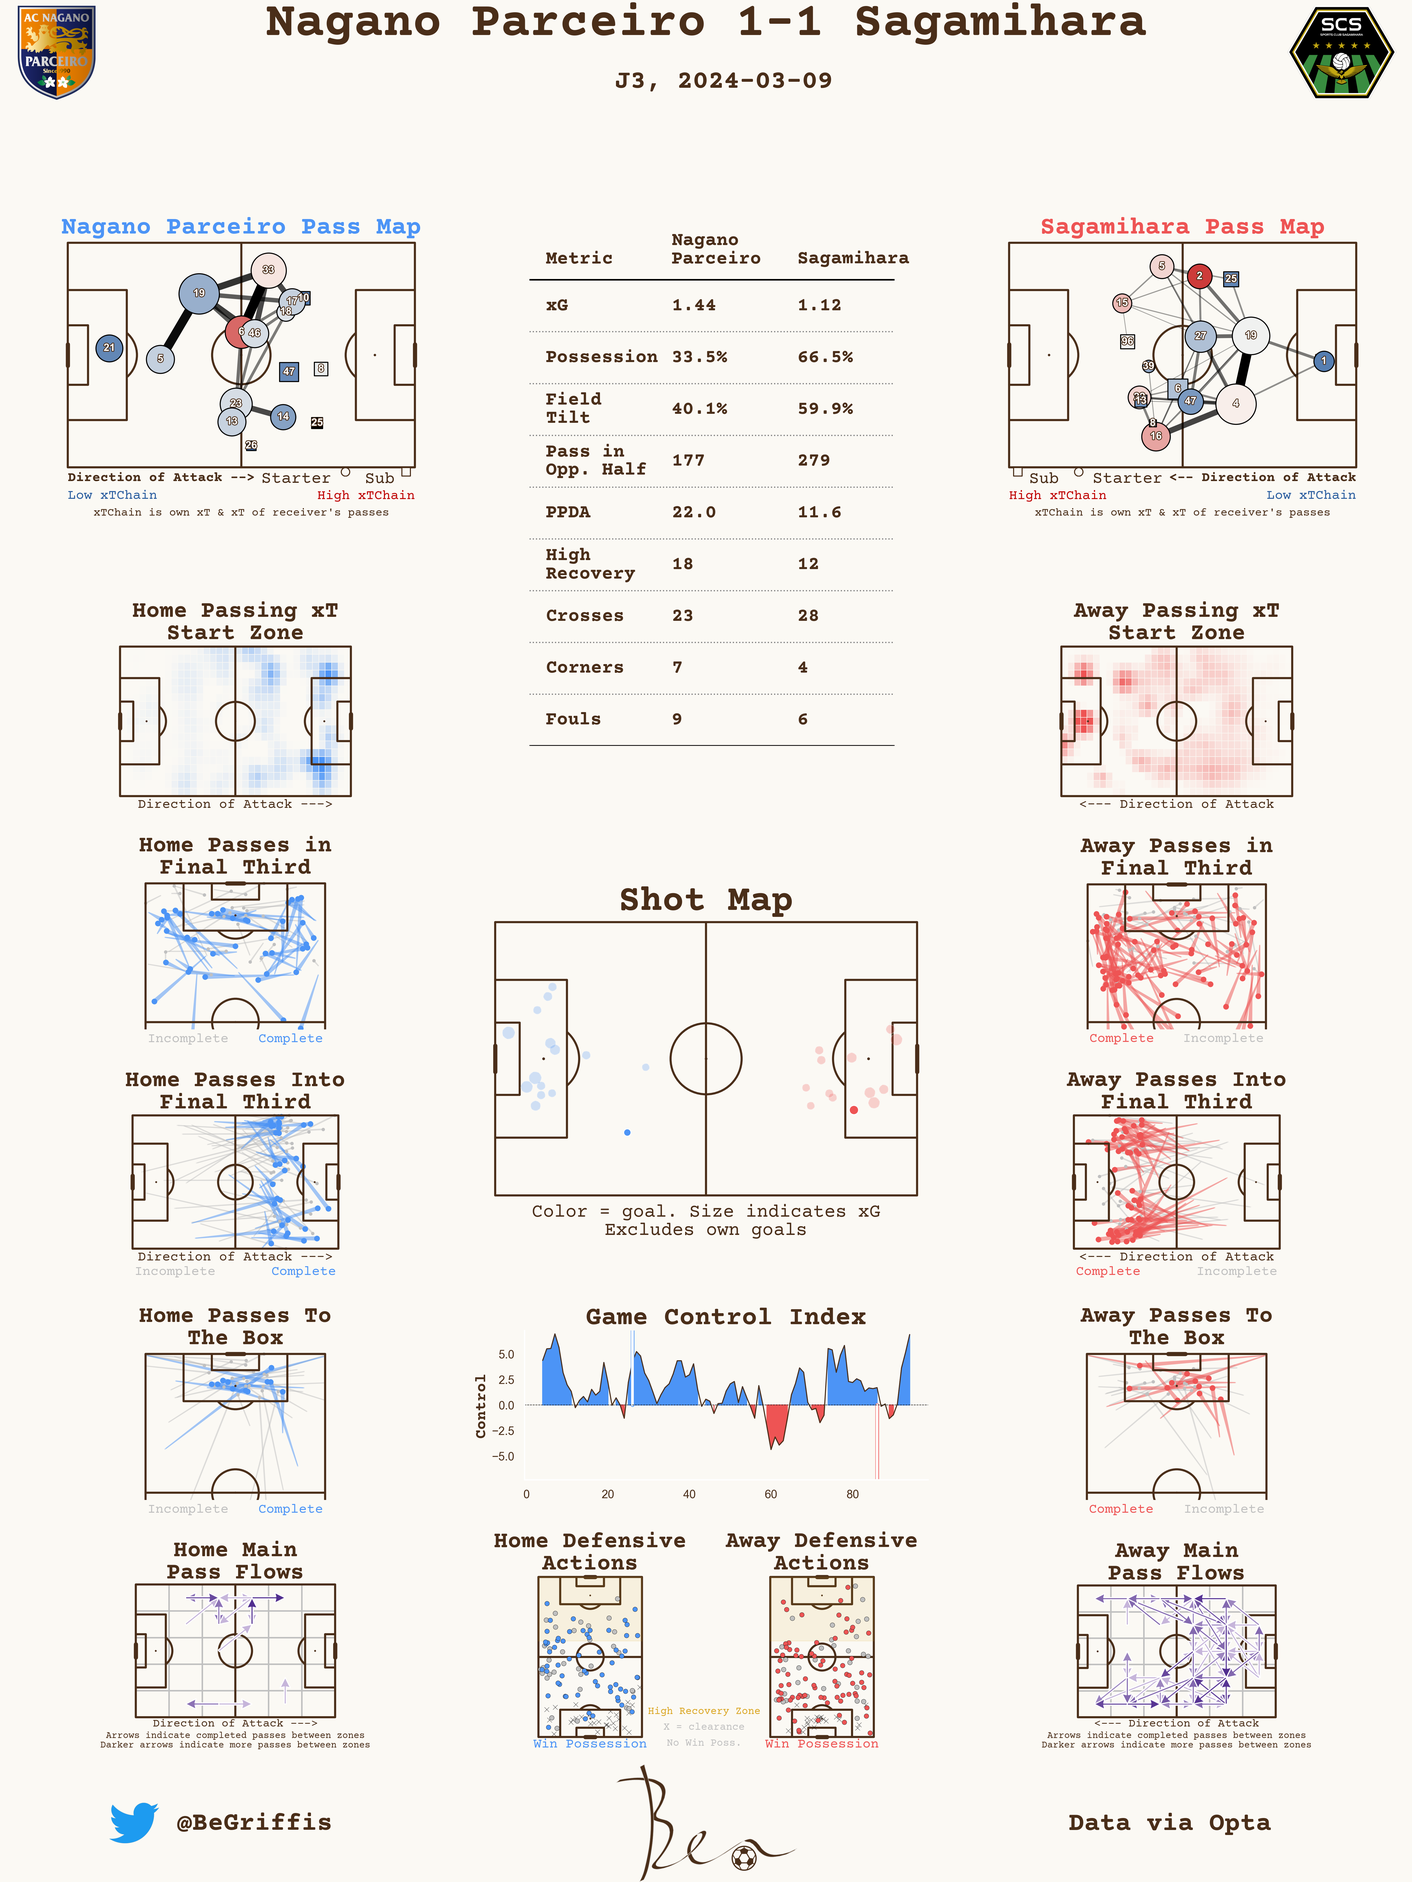 Nagano Parceiro 1-1 Sagamihara
J3, 2024-03-09
AC NAGANO
PARCEIRO
Since 1990
SCS
SPORTS CLUB SAGAMIHARA
Nagano Parceiro Pass Map
33
19
17
10
18
6
46
21
5
47
8
23
13
14
25
26
Direction of Attack --> Starter Sub
Low xTChain High xTChain
xTChain is own xT & xT of receiver's passes
Metric Nagano Parceiro Sagamihara
xG 1.44 1.12
Possession 33.5% 66.5%
Field Tilt 40.1% 59.9%
Pass in Opp. Half 177 279
PPDA 22.0 11.6
High Recovery 18 12
Crosses 23 28
Corners 7 4
Fouls 9 6
Sagamihara Pass Map
5
2
25
15
27
19
96
39
1
6
13
47
4
8
16
Sub Starter <-- Direction of Attack
High xTChain Low xTChain
xTChain is own xT & xT of receiver's passes
Home Passing xT
Start Zone
Direction of Attack --->
Away Passing xT
Start Zone
<--- Direction of Attack
Home Passes in
Final Third
Incomplete Complete
Away Passes in
Final Third
Complete Incomplete
Shot Map
Color = goal. Size indicates xG
Excludes own goals
Home Passes Into
Final Third
Direction of Attack --->
Incomplete Complete
Away Passes Into
Final Third
<--- Direction of Attack
Complete Incomplete
Home Passes To
The Box
Incomplete Complete
Game Control Index
Control
5.0
2.5
0.0
−2.5
−5.0
0 20 40 60 80
Away Passes To
The Box
Complete Incomplete
Home Main
Pass Flows
Direction of Attack --->
Arrows indicate completed passes between zones
Darker arrows indicate more passes between zones
Home Defensive
Actions
Win Possession
High Recovery Zone
X = clearance
No Win Poss.
Away Defensive
Actions
Win Possession
Away Main
Pass Flows
<--- Direction of Attack
Arrows indicate completed passes between zones
Darker arrows indicate more passes between zones
@BeGriffis
Ben
Data via Opta